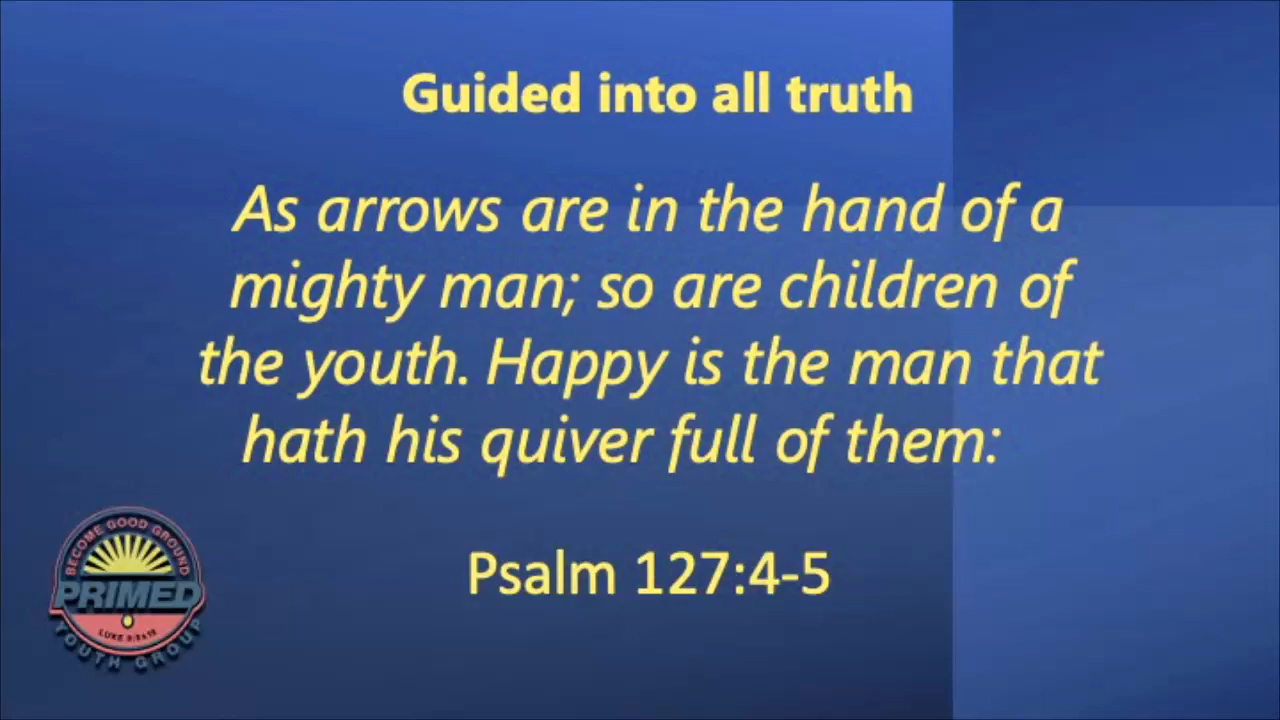 Guided into all truth
As arrows are in the hand of a
mighty man; so are children of
the youth. Happy is the man that
hath his quiver full of them:
Psalm 127:4-5
BECOME GOOD GROUND
PRIMED
YOUTH GROUP